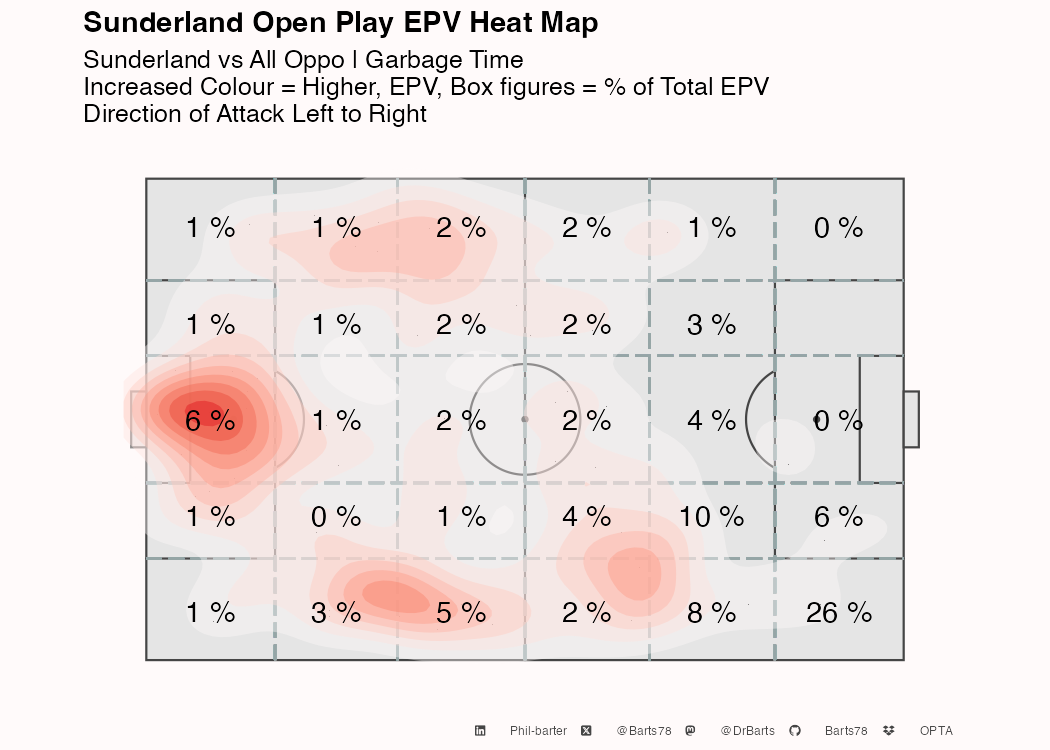 Sunderland Open Play EPV Heat Map
Sunderland vs All Oppo | Garbage Time
Increased Colour = Higher, EPV, Box figures = % of Total EPV
Direction of Attack Left to Right
1 % 1 % 2 % 2 % 1 % 0 %
1 % 1 % 2 % 2 % 3 %
6 % 1 % 2 % 2 % 4 % 0 %
1 % 0 % 1 % 4 % 10 % 6 %
1 % 3 % 5 % 2 % 8 % 26 %
Phil-barter @Barts78 @DrBarts Barts78 OPTA